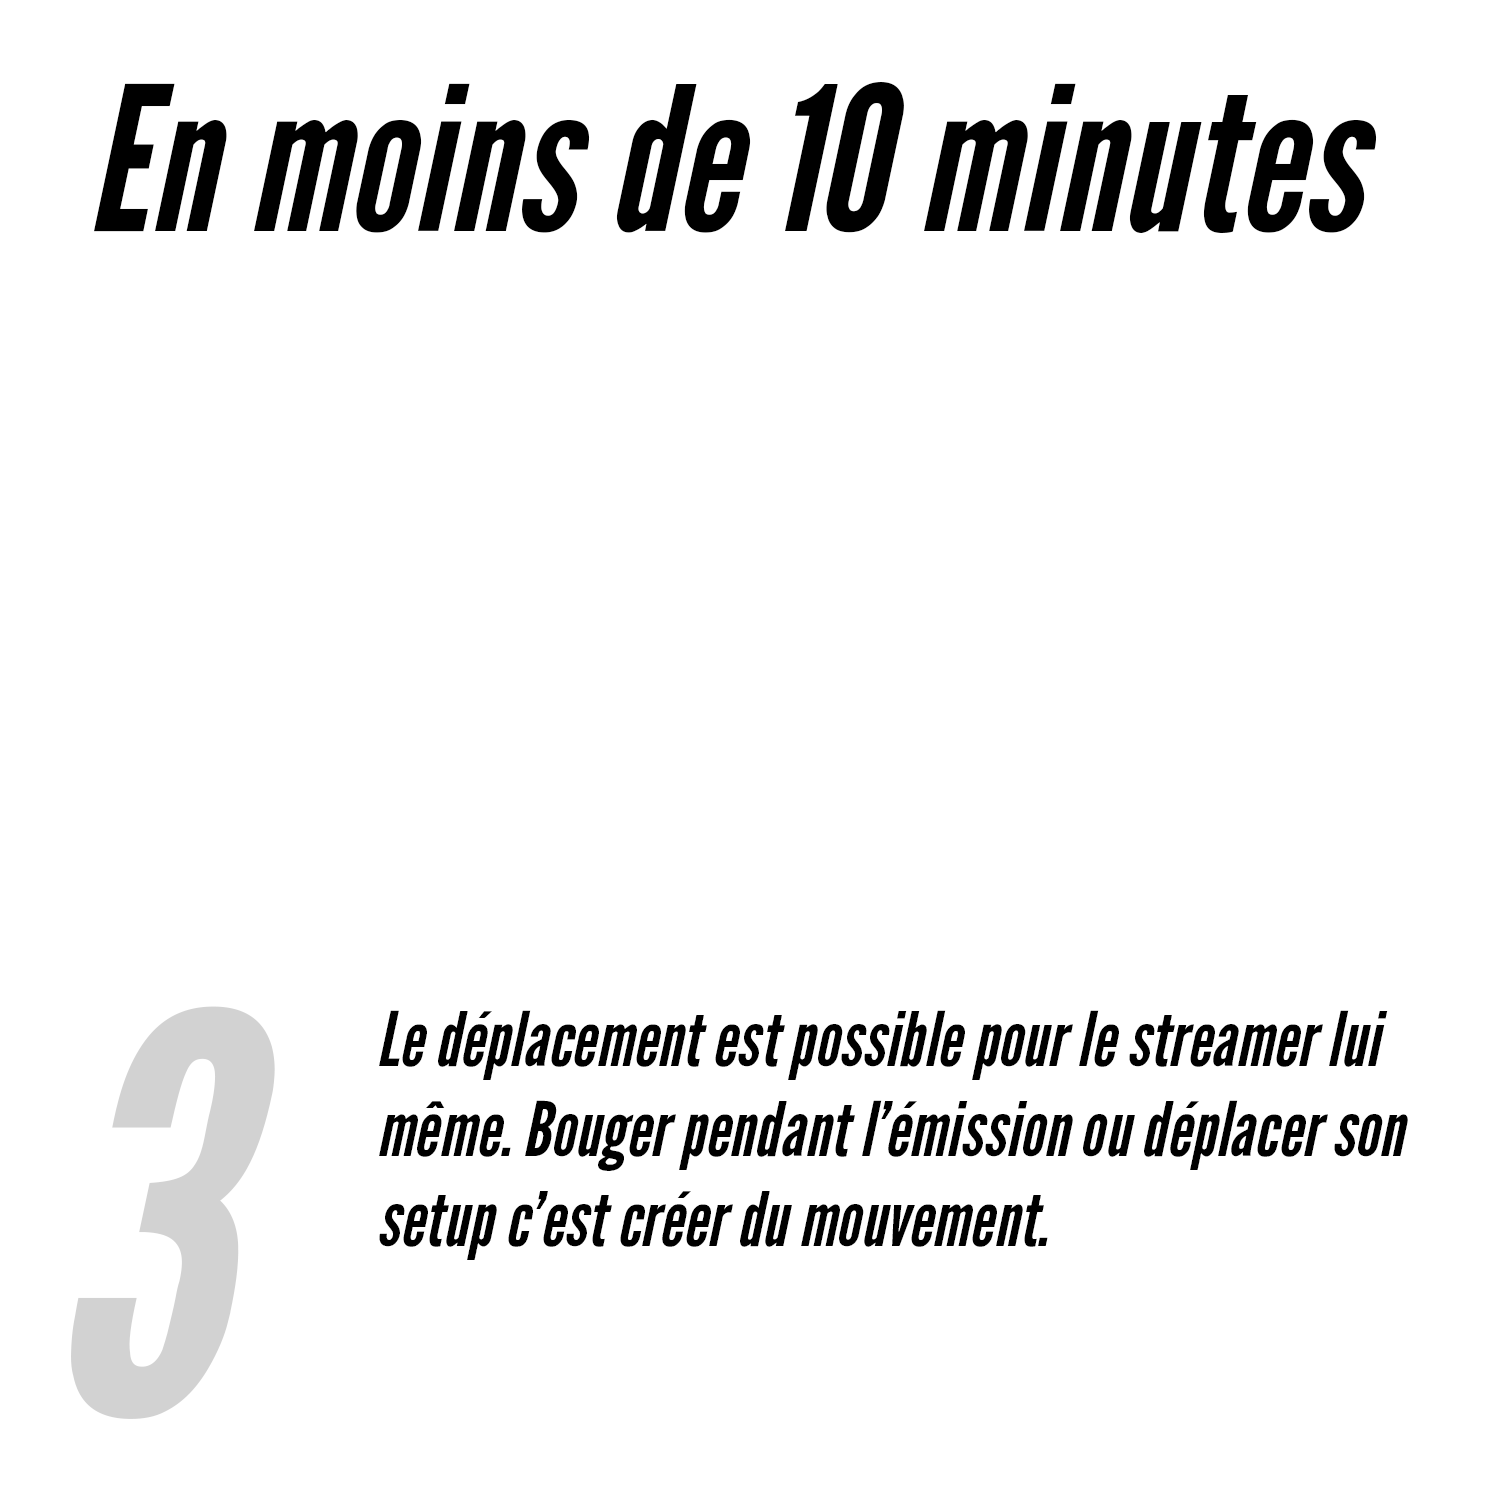 En moins de 10 minutes
3
Le déplacement est possible pour le streamer lui
même. Bouger pendant l’émission ou déplacer son
setup c’est créer du mouvement.